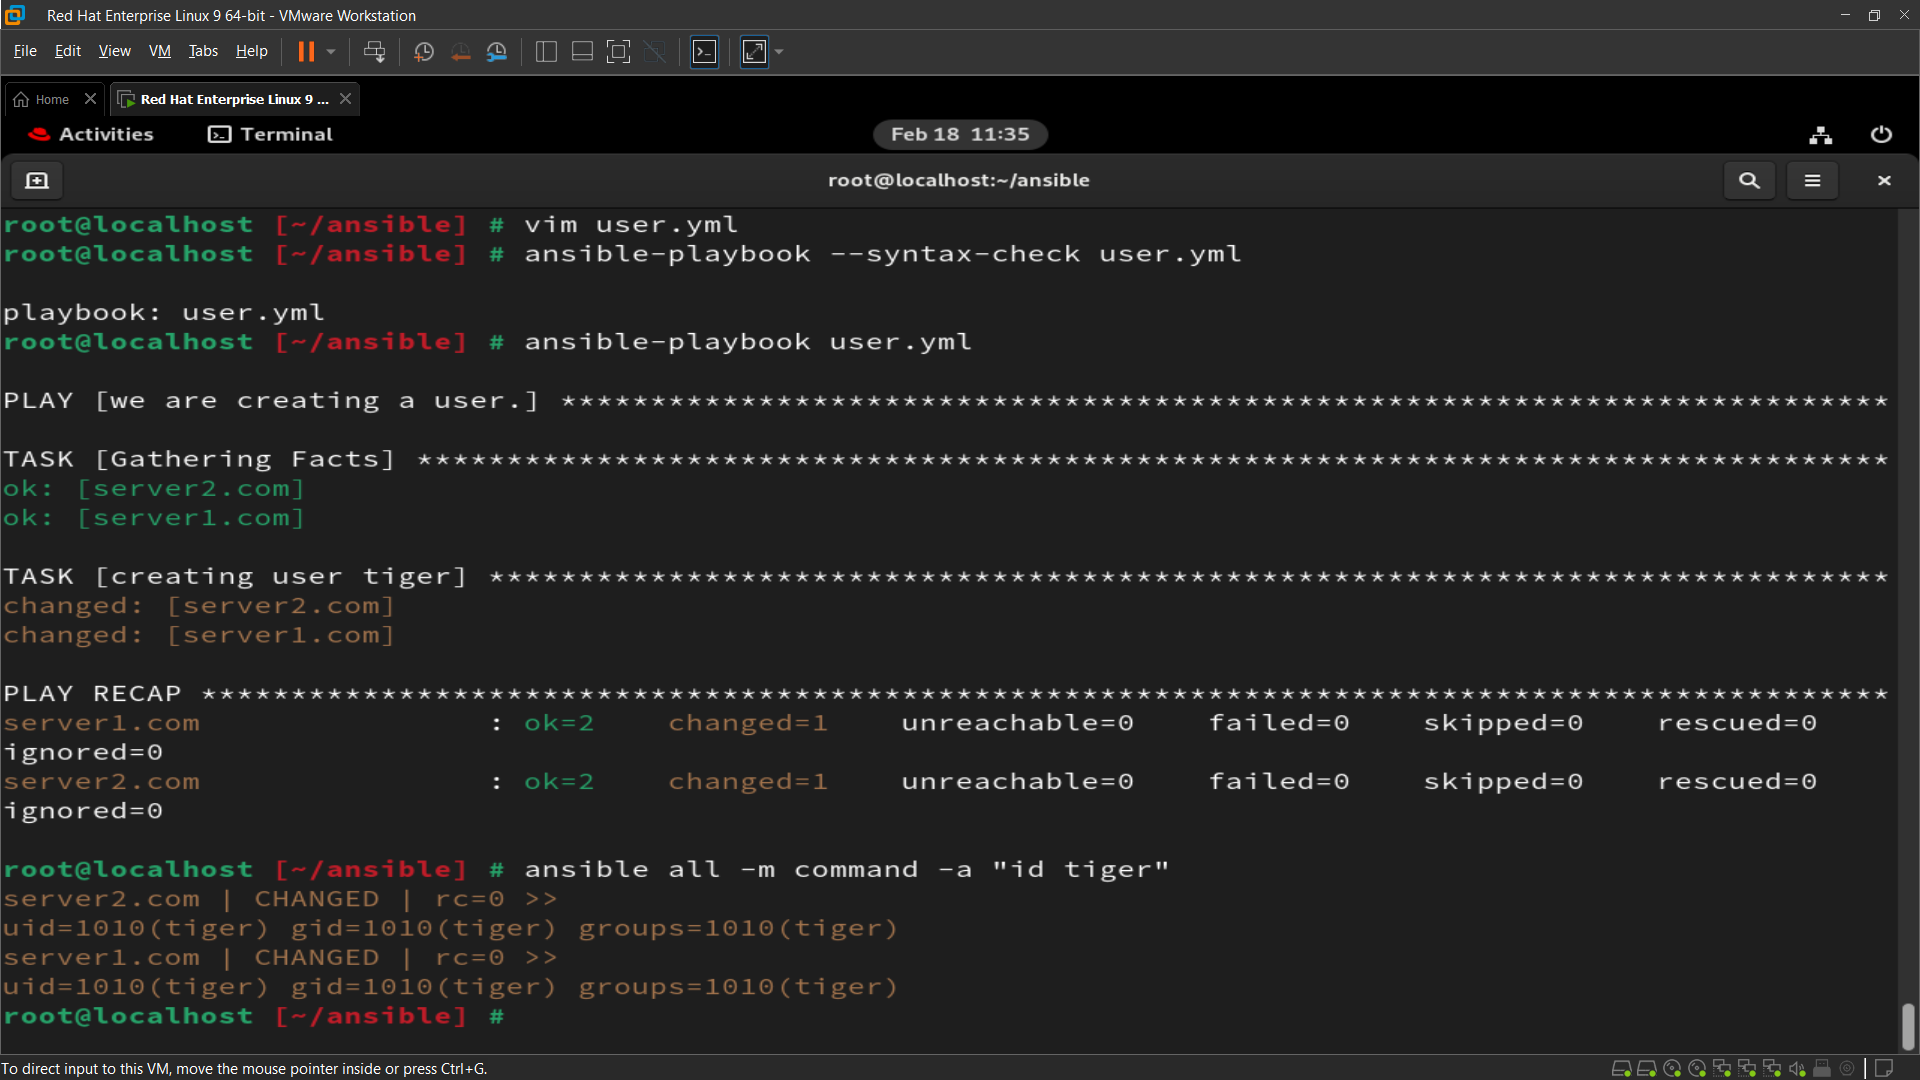 Red Hat Enterprise Linux 9 64-bit - VMware Workstation
File Edit View VM Tabs Help
Home
Red Hat Enterprise Linux 9 ...
Activities Terminal Feb 18 11:35
root@localhost:~/ansible
root@localhost [~/ansible] # vim user.yml
root@localhost [~/ansible] # ansible-playbook --syntax-check user.yml
playbook: user.yml
root@localhost [~/ansible] # ansible-playbook user.yml
PLAY [we are creating a user.] **************************************************************************
TASK [Gathering Facts] **********************************************************************************
ok: [server2.com]
ok: [server1.com]
TASK [creating user tiger] ******************************************************************************
changed: [server2.com]
changed: [server1.com]
PLAY RECAP **********************************************************************************************
server1.com : ok=2 changed=1 unreachable=0 failed=0 skipped=0 rescued=0
ignored=0
server2.com : ok=2 changed=1 unreachable=0 failed=0 skipped=0 rescued=0
ignored=0
root@localhost [~/ansible] # ansible all -m command -a "id tiger"
server2.com | CHANGED | rc=0 >>
uid=1010(tiger) gid=1010(tiger) groups=1010(tiger)
server1.com | CHANGED | rc=0 >>
uid=1010(tiger) gid=1010(tiger) groups=1010(tiger)
root@localhost [~/ansible] #
To direct input to this VM, move the mouse pointer inside or press Ctrl+G.